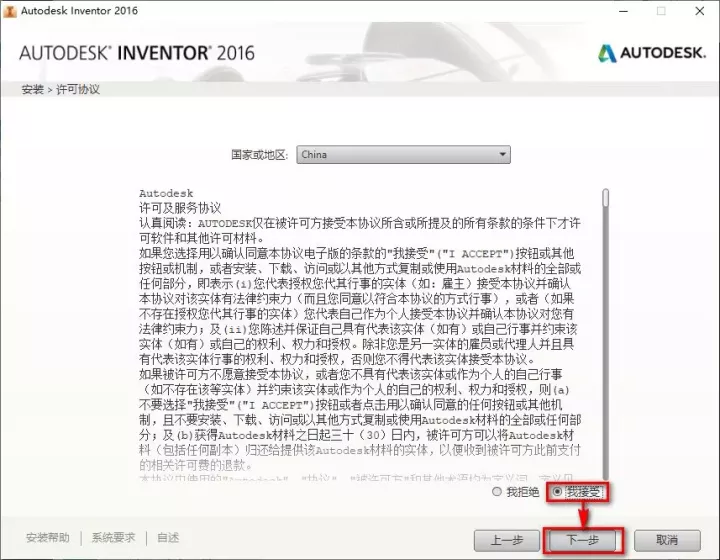 Autodesk Inventor 2016
AUTODESK® INVENTOR® 2016
AUTODESK.
安装 > 许可协议
国家或地区: China
Autodesk
许可及服务协议
认真阅读：AUTODESK仅在被许可方接受本协议所含或所提及的所有条款的条件下才许
可软件和其他许可材料。
如果您选择用以确认同意本协议电子版的条款的"我接受"("I ACCEPT")按钮或其他
按钮或机制，或者安装、下载、访问或以其他方式复制或使用Autodesk材料的全部或
任何部分，即表示(i)您代表授权您代其行事的实体（如：雇主）接受本协议并确认
本协议对该实体有法律约束力（而且您同意以符合本协议的方式行事），或者（如果
不存在授权您代其行事的实体）您代表自己作为个人接受本协议并确认本协议对您有
法律约束力；及(ii)您陈述并保证自己具有代表该实体（如有）或自己行事并约束该
实体（如有）或自己的权利、权力和授权。除非您是另一实体的雇员或代理人并且具
有代表该实体行事的权利、权力和授权，否则您不得代表该实体接受本协议。
如果被许可方不愿意接受本协议，或者您不具有代表该实体或作为个人的自己行事
（如不存在该等实体）并约束该实体或作为个人的自己的权利、权力和授权，则(a)
不要选择"我接受"("I ACCEPT")按钮或者点击用以确认同意的任何按钮或其他机
制，且不要安装、下载、访问或以其他方式复制或使用Autodesk材料的全部或任何部
分；及(b)获得Autodesk材料之日起三十（30）日内，被许可方可以将Autodesk材
料（包括任何副本）归还给提供该Autodesk材料的实体，以便收到被许可方此前支付
的相关许可费的退款。
本协议中使用的"Autodesk"、"协议"、"被许可方"和其他术语均为定义词，定义见
我拒绝 我接受
安装帮助 系统要求 自述 上一步 下一步 取消